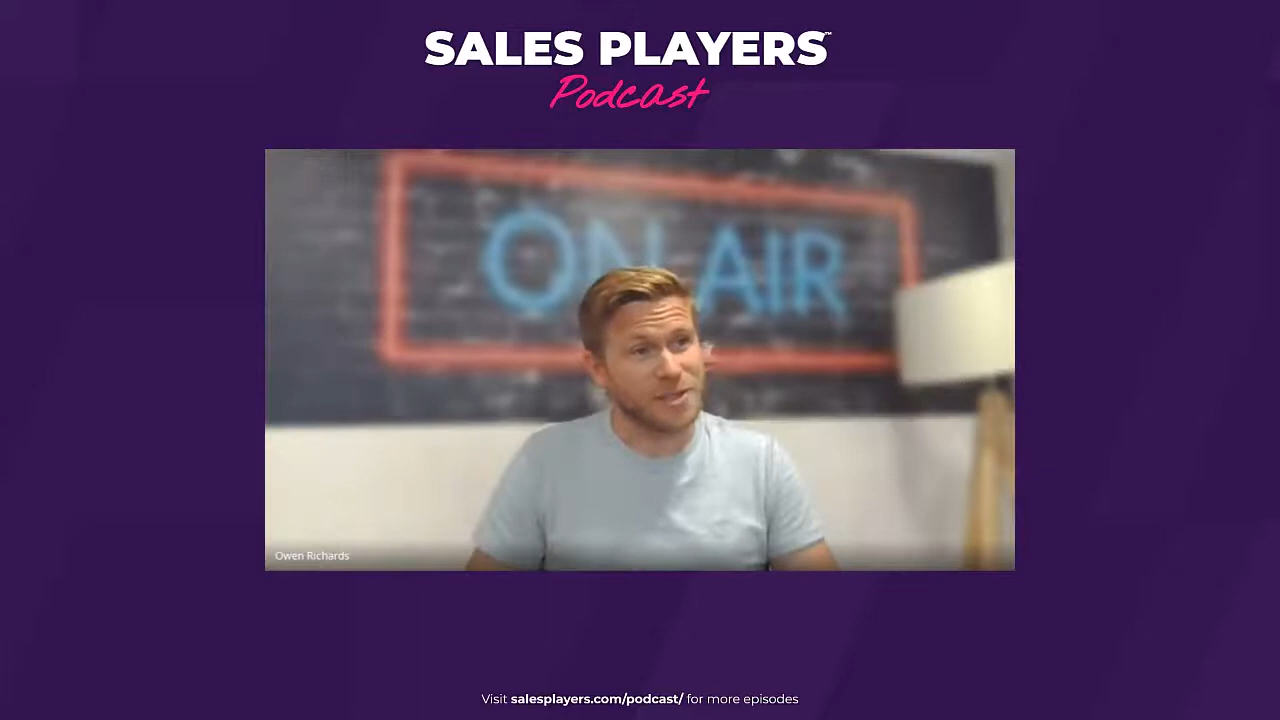 SALES PLAYERS™
Podcast
ON AIR
Owen Richards
Visit salesplayers.com/podcast/ for more episodes